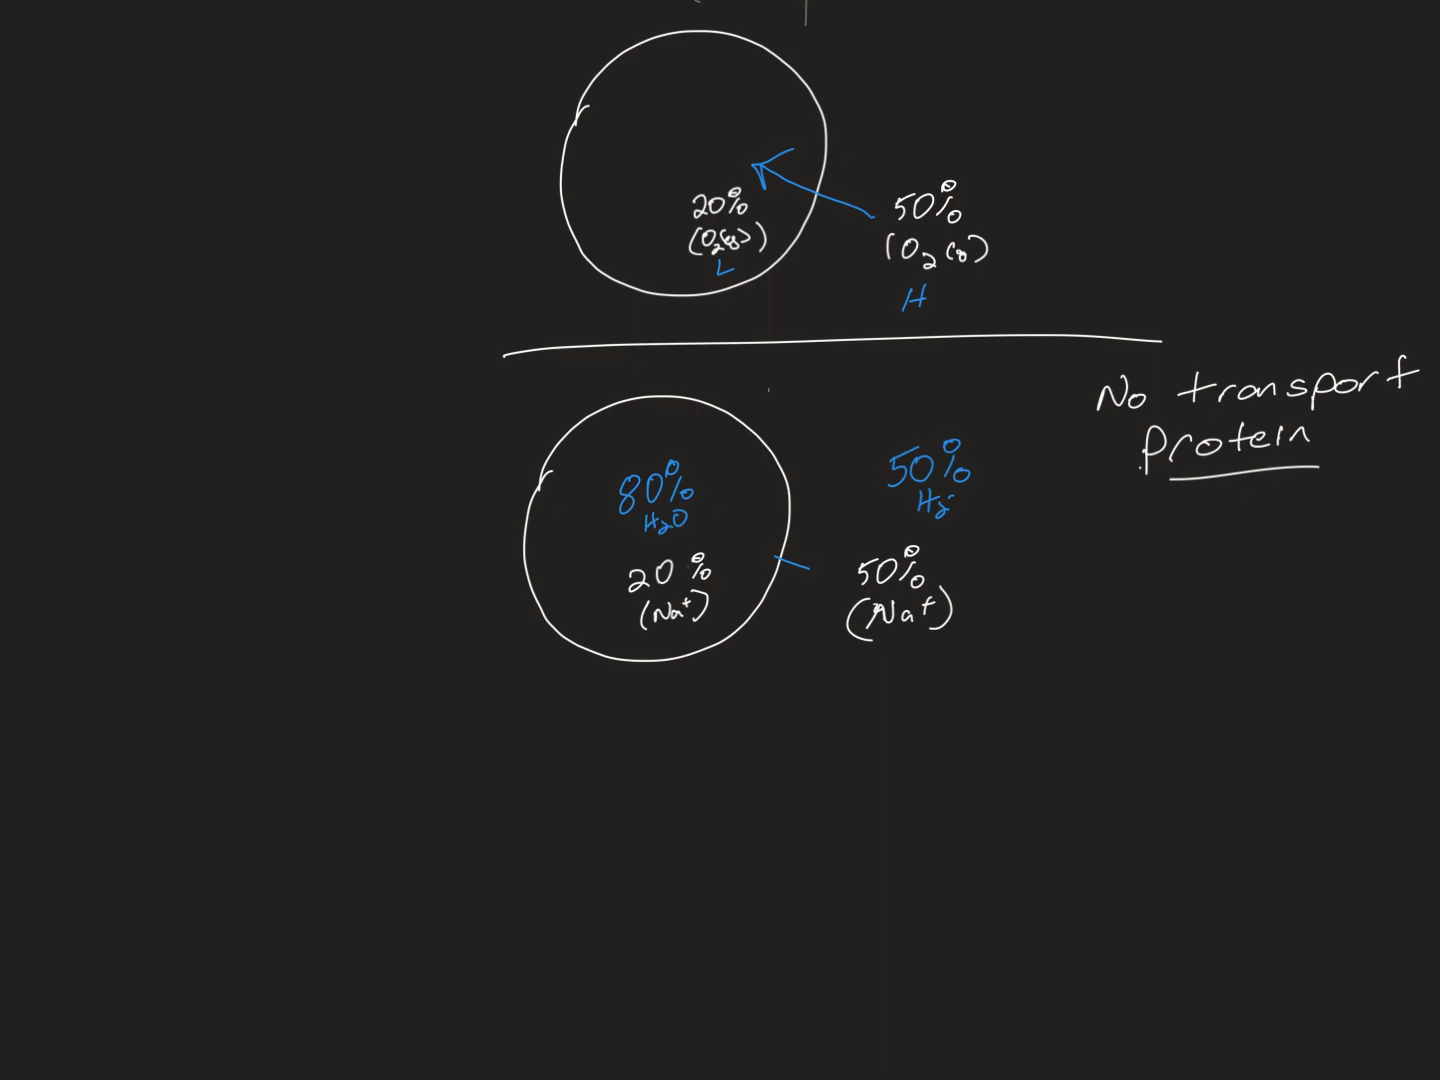 20%
50%
(O₂(g))
(O₂(g))
L
H
No transport
protein
80%
50%
H₂O
20%
50%
(Na⁺)
(Na⁺)